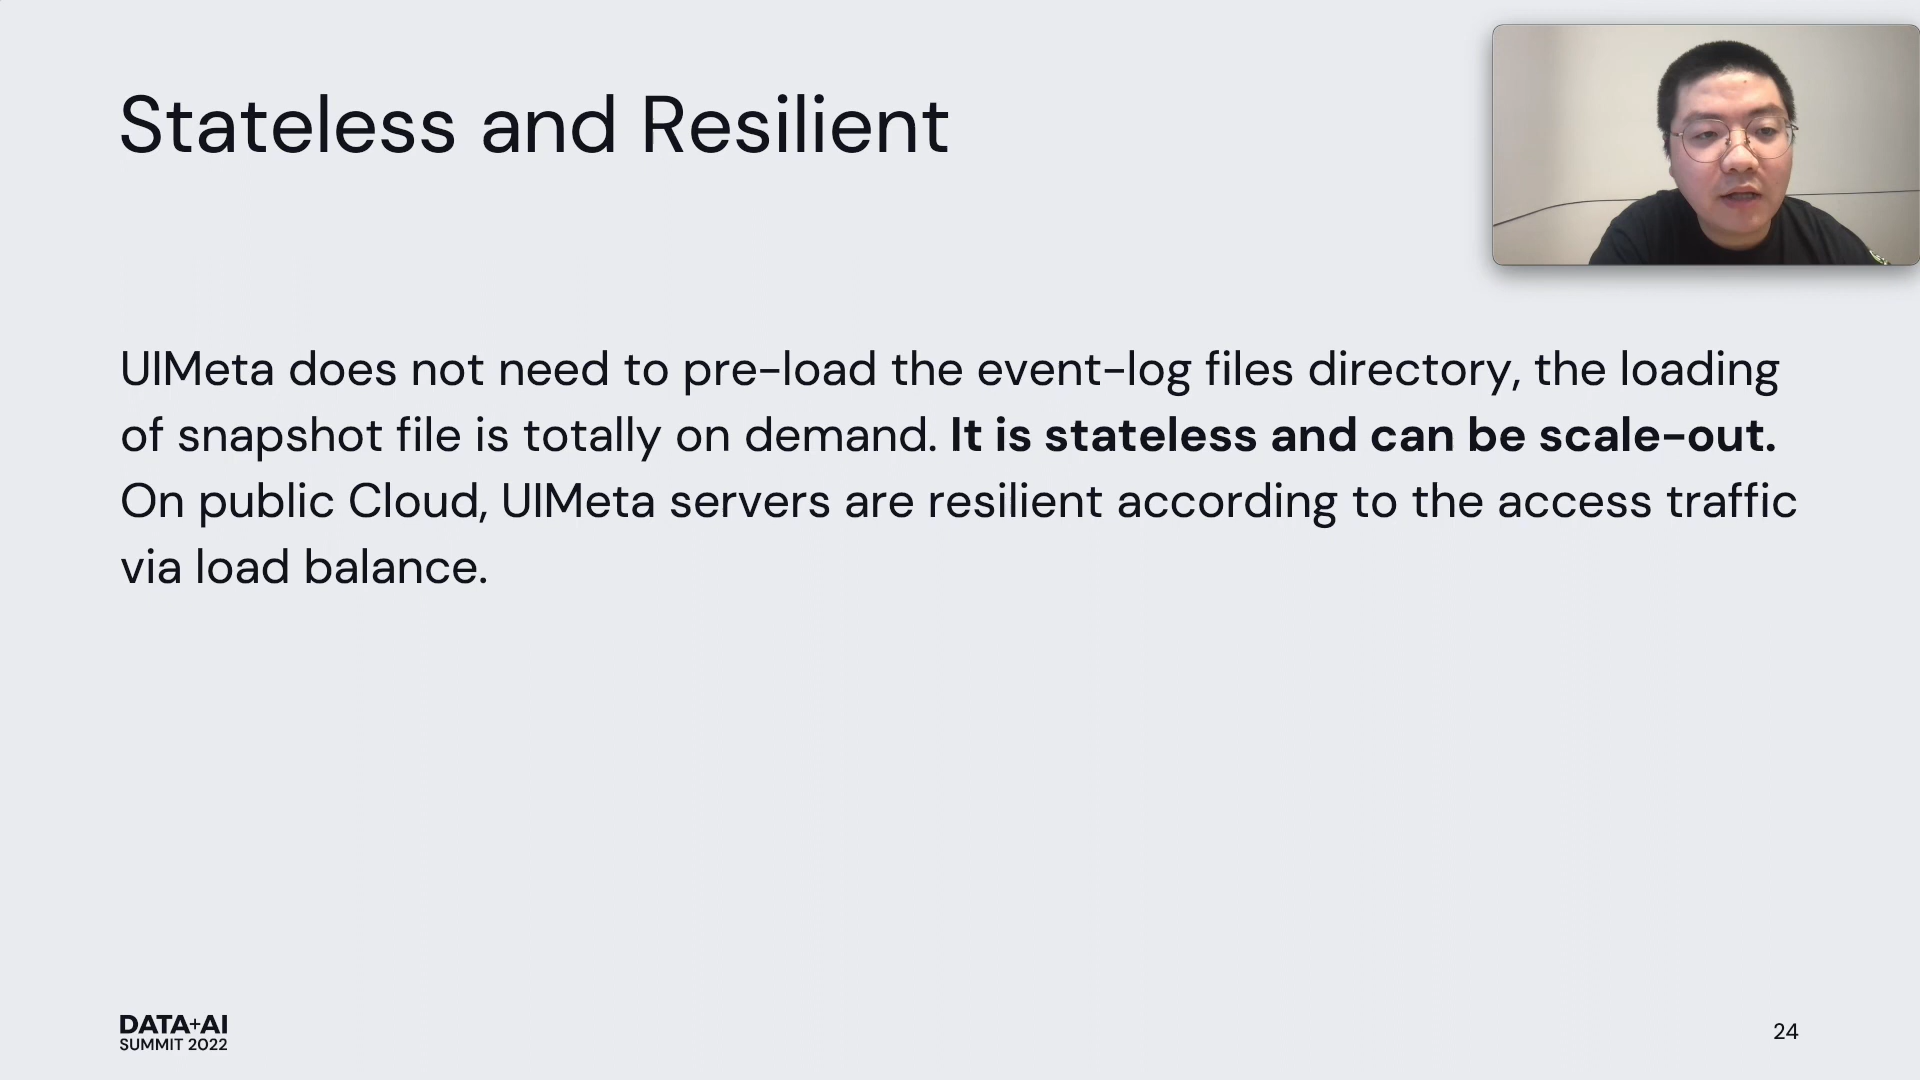 Stateless and Resilient
UIMeta does not need to pre-load the event-log files directory, the loading
of snapshot file is totally on demand. It is stateless and can be scale-out.
On public Cloud, UIMeta servers are resilient according to the access traffic
via load balance.
DATA+AI
SUMMIT 2022
24